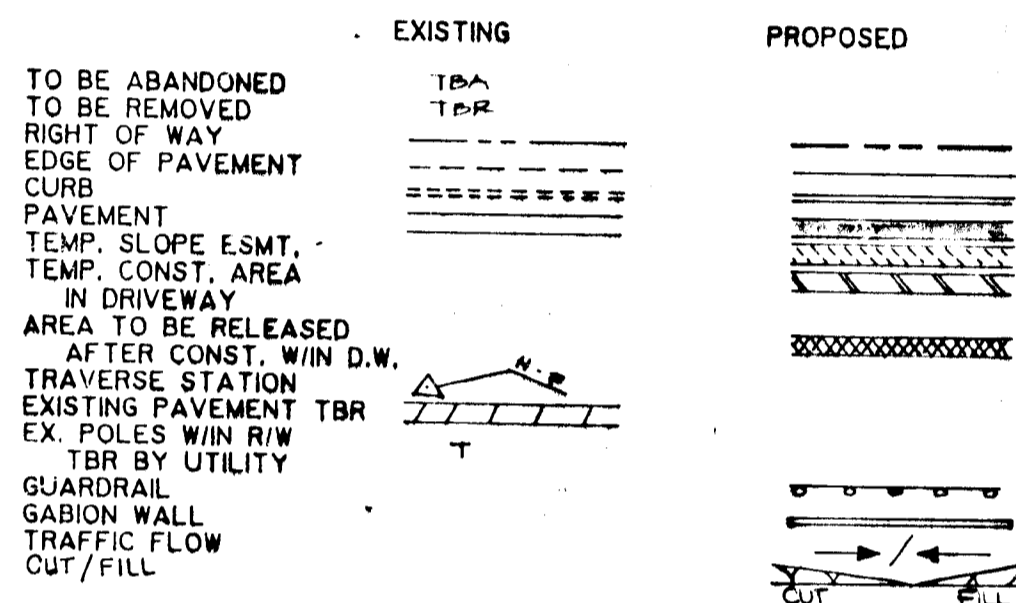 EXISTING PROPOSED
TO BE ABANDONED TBA
TO BE REMOVED TBR
RIGHT OF WAY
EDGE OF PAVEMENT
CURB
PAVEMENT
TEMP. SLOPE ESMT.
TEMP. CONST. AREA
IN DRIVEWAY
AREA TO BE RELEASED
AFTER CONST. W/IN D.W.
TRAVERSE STATION
EXISTING PAVEMENT TBR
EX. POLES W/IN R/W T
TBR BY UTILITY
GUARDRAIL
GABION WALL
TRAFFIC FLOW /
CUT/FILL
CUT FILL